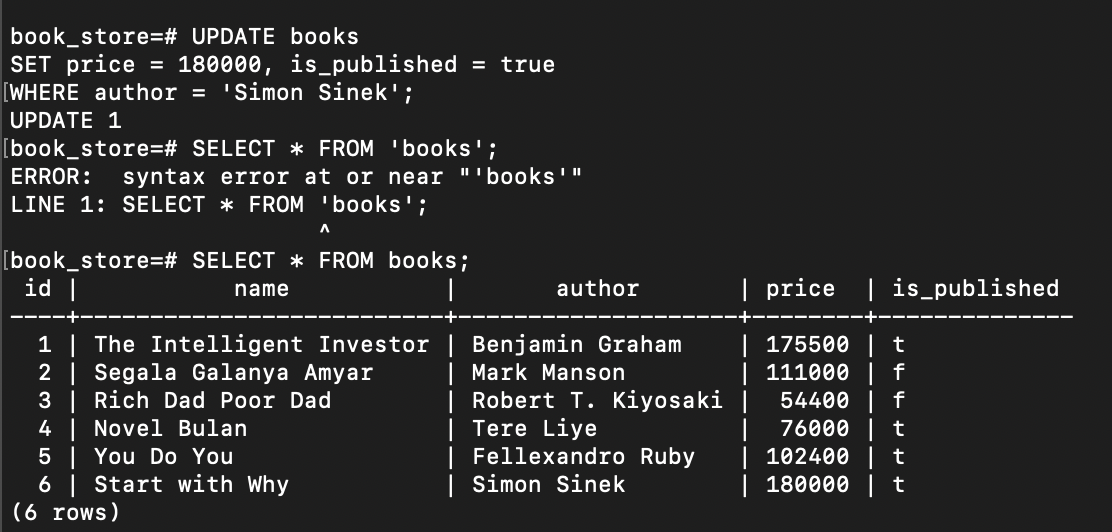 book_store=# UPDATE books
SET price = 180000, is_published = true
[WHERE author = 'Simon Sinek';
UPDATE 1
[book_store=# SELECT * FROM 'books';
ERROR:  syntax error at or near "'books'"
LINE 1: SELECT * FROM 'books';
                      ^
[book_store=# SELECT * FROM books;
 id |           name           |       author        | price  | is_published
----+--------------------------+---------------------+--------+--------------
  1 | The Intelligent Investor | Benjamin Graham     | 175500 | t
  2 | Segala Galanya Amyar     | Mark Manson         | 111000 | f
  3 | Rich Dad Poor Dad        | Robert T. Kiyosaki  |  54400 | f
  4 | Novel Bulan              | Tere Liye           |  76000 | t
  5 | You Do You               | Fellexandro Ruby    | 102400 | t
  6 | Start with Why           | Simon Sinek         | 180000 | t
(6 rows)